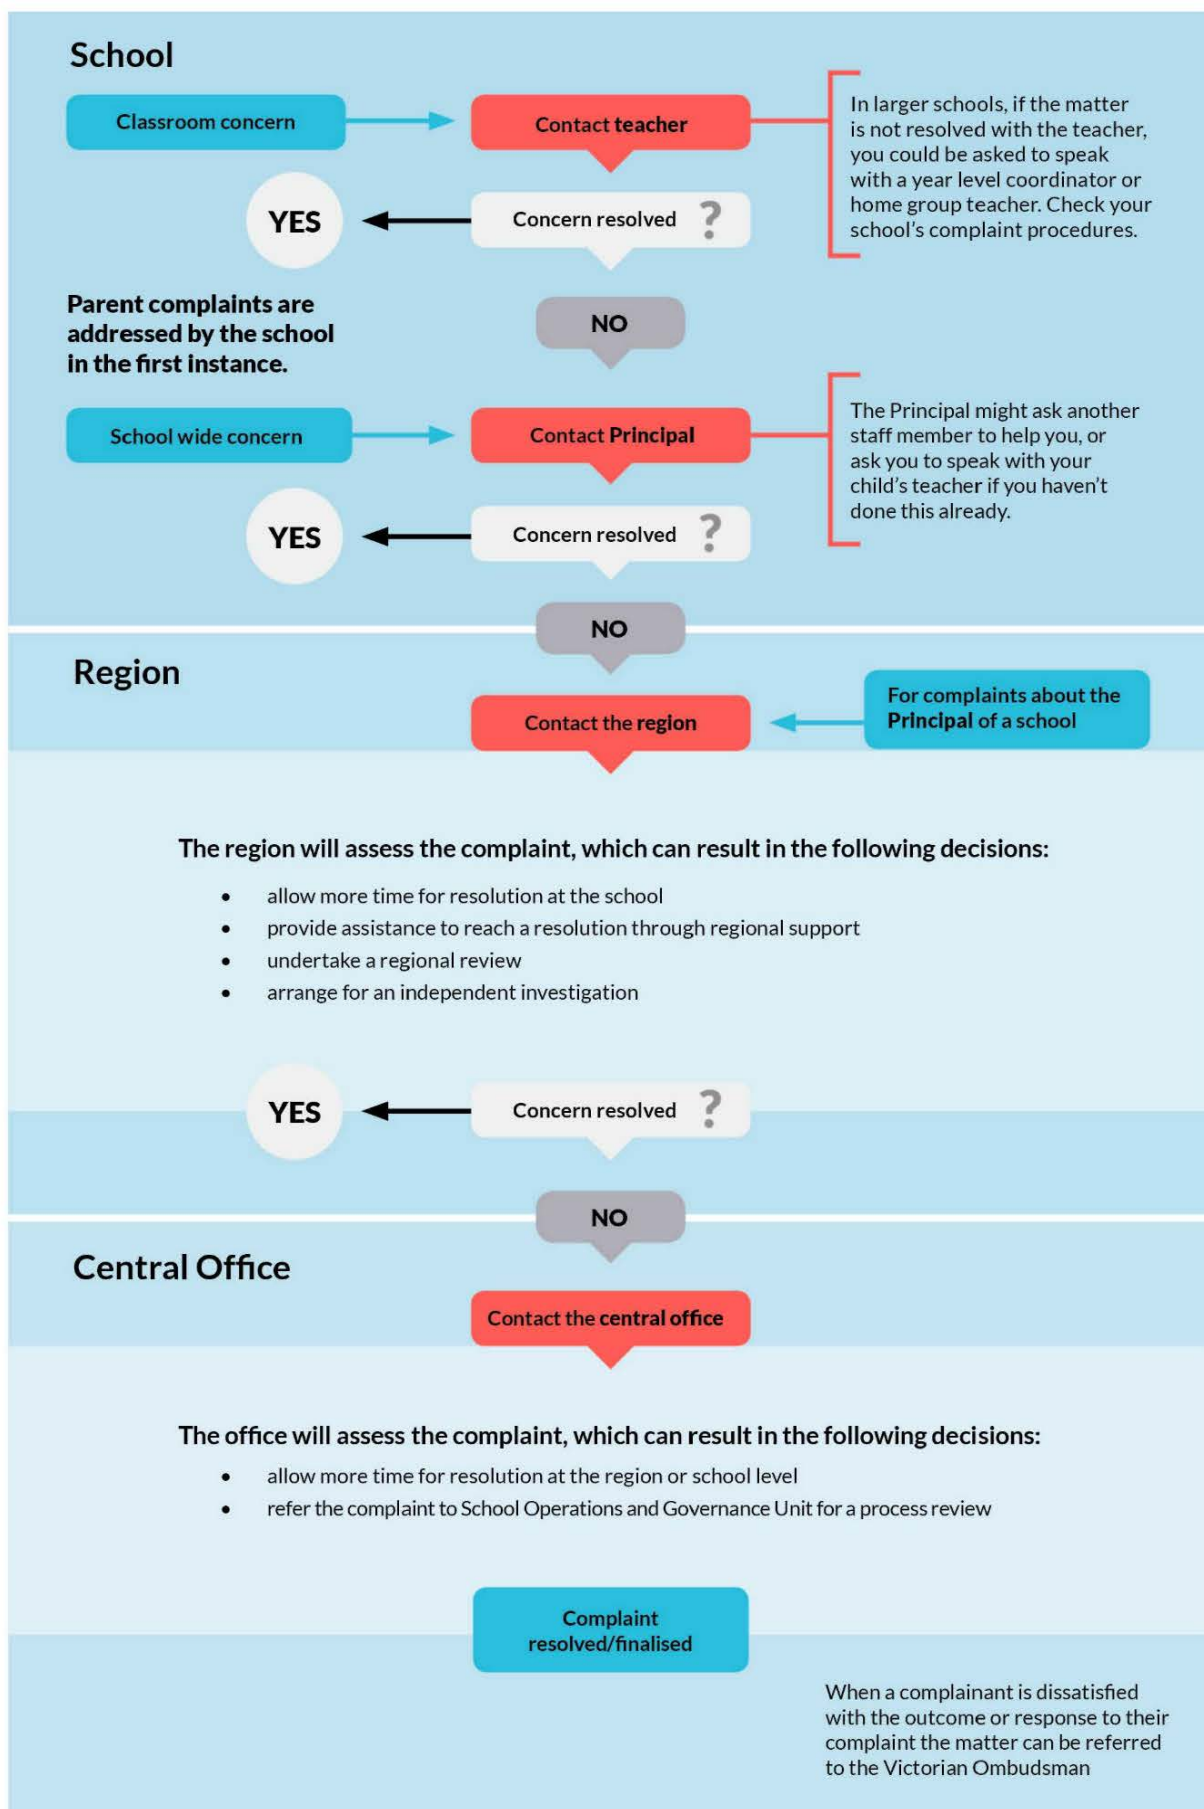 School
Classroom concern
Contact teacher
In larger schools, if the matter
is not resolved with the teacher,
you could be asked to speak
with a year level coordinator or
home group teacher. Check your
school's complaint procedures.
YES
Concern resolved ?
Parent complaints are
addressed by the school
in the first instance.
NO
School wide concern
Contact Principal
The Principal might ask another
staff member to help you, or
ask you to speak with your
child's teacher if you haven't
done this already.
YES
Concern resolved ?
NO
Region
Contact the region
For complaints about the
Principal of a school
The region will assess the complaint, which can result in the following decisions:
• allow more time for resolution at the school
• provide assistance to reach a resolution through regional support
• undertake a regional review
• arrange for an independent investigation
YES
Concern resolved ?
NO
Central Office
Contact the central office
The office will assess the complaint, which can result in the following decisions:
• allow more time for resolution at the region or school level
• refer the complaint to School Operations and Governance Unit for a process review
Complaint
resolved/finalised
When a complainant is dissatisfied
with the outcome or response to their
complaint the matter can be referred
to the Victorian Ombudsman